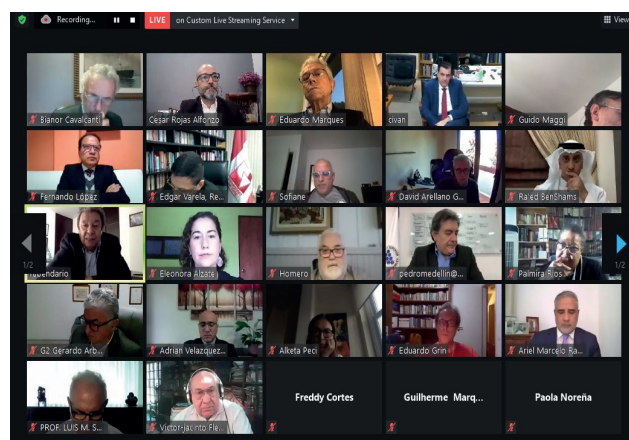 Recording...
LIVE on Custom Live Streaming Service
View
Bianor Cavalcanti
Cesar Rojas Alfonzo
Eduardo Marques
civan
Guido Maggi
Fernando López
Edgar Varela, Re...
Sofiane
David Arellano G...
Raled BenShams
Eleonora Alzate
Homero
pedromedellin@...
Palmira Rios
1/2
1/2
G2 Gerardo Arb...
Adrian Velazquez...
Alketa Peci
Eduardo Grin
Ariel Marcelo Ra...
PROF. LUIS M. S...
Victor-jacinto Fle...
Freddy Cortes
Guilherme Marq...
Paola Noreña